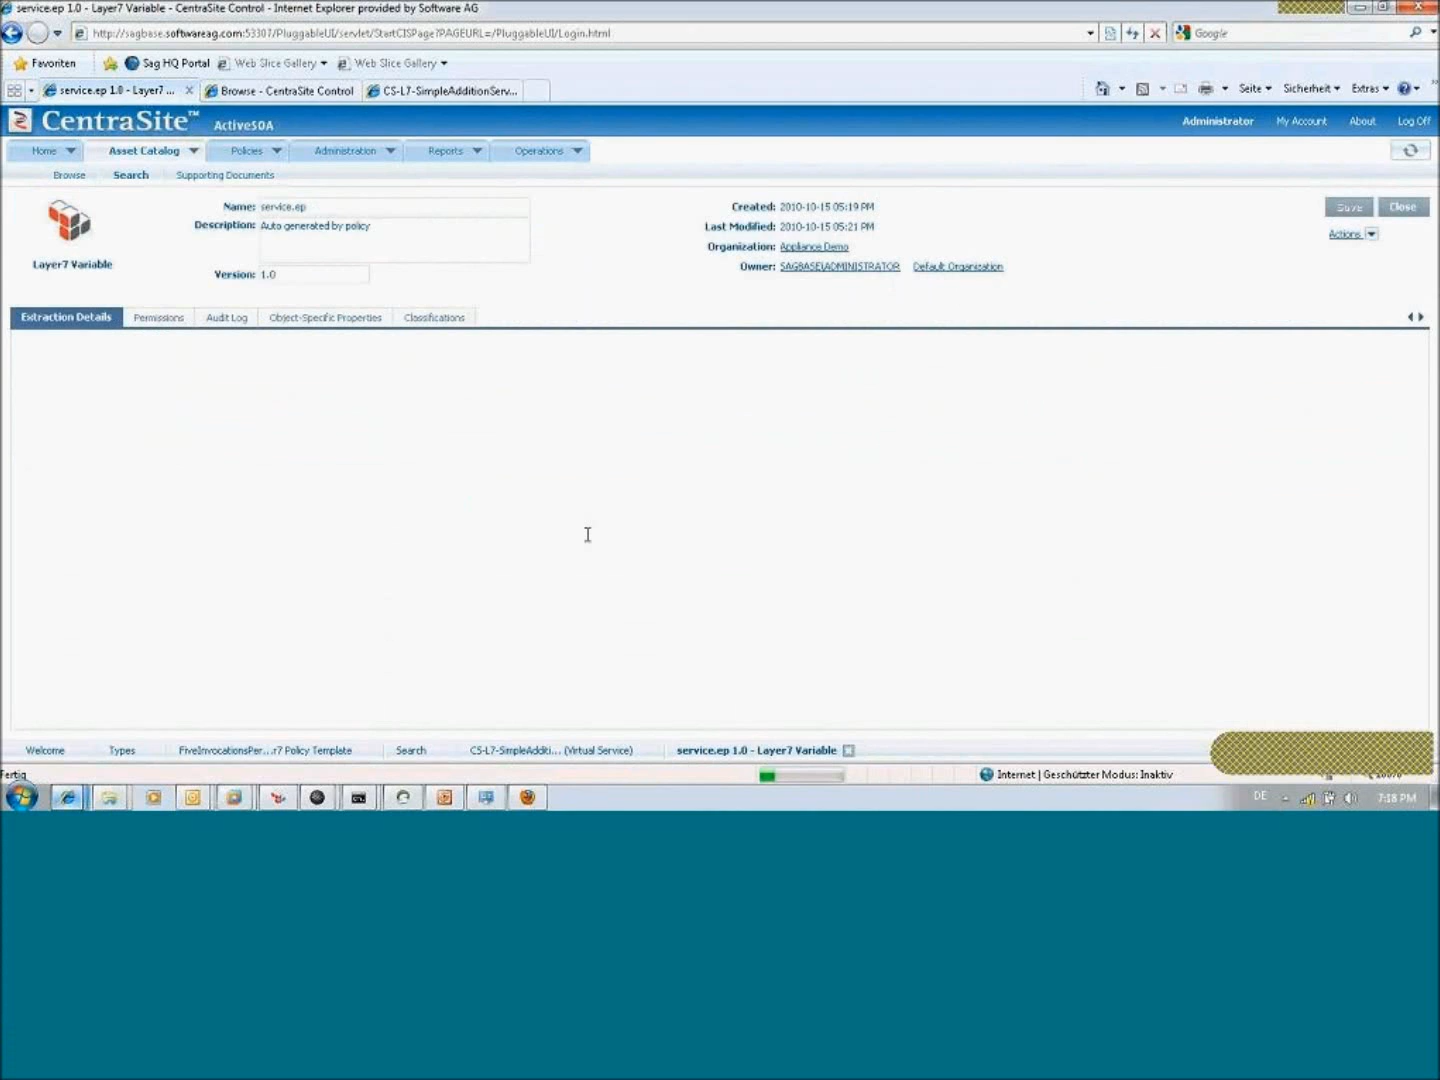 service.ep 1.0 - Layer7 Variable - CentraSite Control - Internet Explorer provided by Software AG
http://sagbase.softwareag.com:53307/PluggableUI/servlet/StartCISPage?PAGEURL=/PluggableUI/Login.html
Google
Favoriten Sag HQ Portal Web Slice Gallery Web Slice Gallery
service.ep 1.0 - Layer7 ... Browse - CentraSite Control CS-L7-SimpleAdditionServ... Seite Sicherheit Extras
CentraSite™ ActiveSOA Administrator My Account About Log Off
Home Asset Catalog Policies Administration Reports Operations
Browse Search Supporting Documents
Name: service.ep Created: 2010-10-15 05:19 PM Save Close
Description: Auto generated by policy Last Modified: 2010-10-15 05:21 PM Actions
Organization: Appliance Demo
Layer7 Variable Owner: SAGBASE\ADMINISTRATOR Default Organization
Version: 1.0
Extraction Details Permissions Audit Log Object-Specific Properties Classifications
Welcome Types FiveInvocationsPer...r7 Policy Template Search CS-L7-SimpleAdditi... (Virtual Service) service.ep 1.0 - Layer7 Variable
Fertig Internet | Geschützter Modus: Inaktiv
DE 7:18 PM